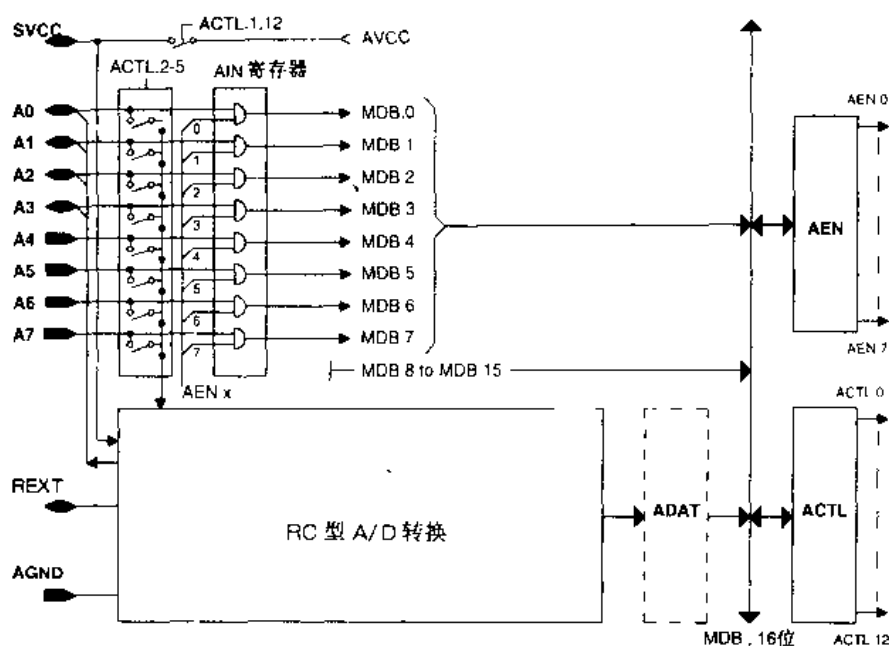 SVCC
ACTL.1,12
AVCC
ACTL.2-5
AIN 寄存器
A0
A1
A2
A3
A4
A5
A6
A7
0
1
2
3
4
5
6
7
MDB.0
MDB 1
MDB 2
MDB 3
MDB 4
MDB 5
MDB 6
MDB 7
MDB 8 to MDB 15
AEN x
AEN 0
AEN
AEN 7
REXT
AGND
RC 型 A/D 转换
ADAT
ACTL 0
ACTL
ACTL 12
MDB , 16位